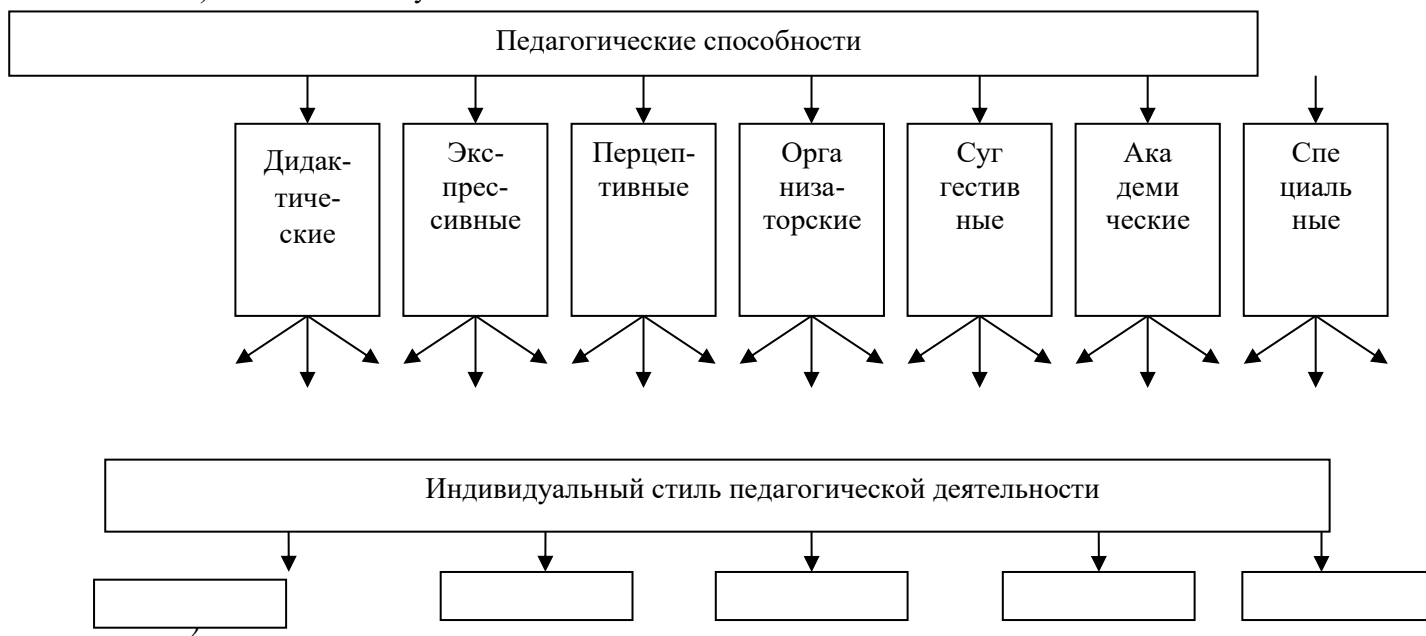 Педагогические способности
Дидак-
тиче-
ские
Экс-
прес-
сивные
Перцеп-
тивные
Орга
низа-
торские
Суг
гестив
ные
Ака
деми
ческие
Спе
циаль
ные
Индивидуальный стиль педагогической деятельности